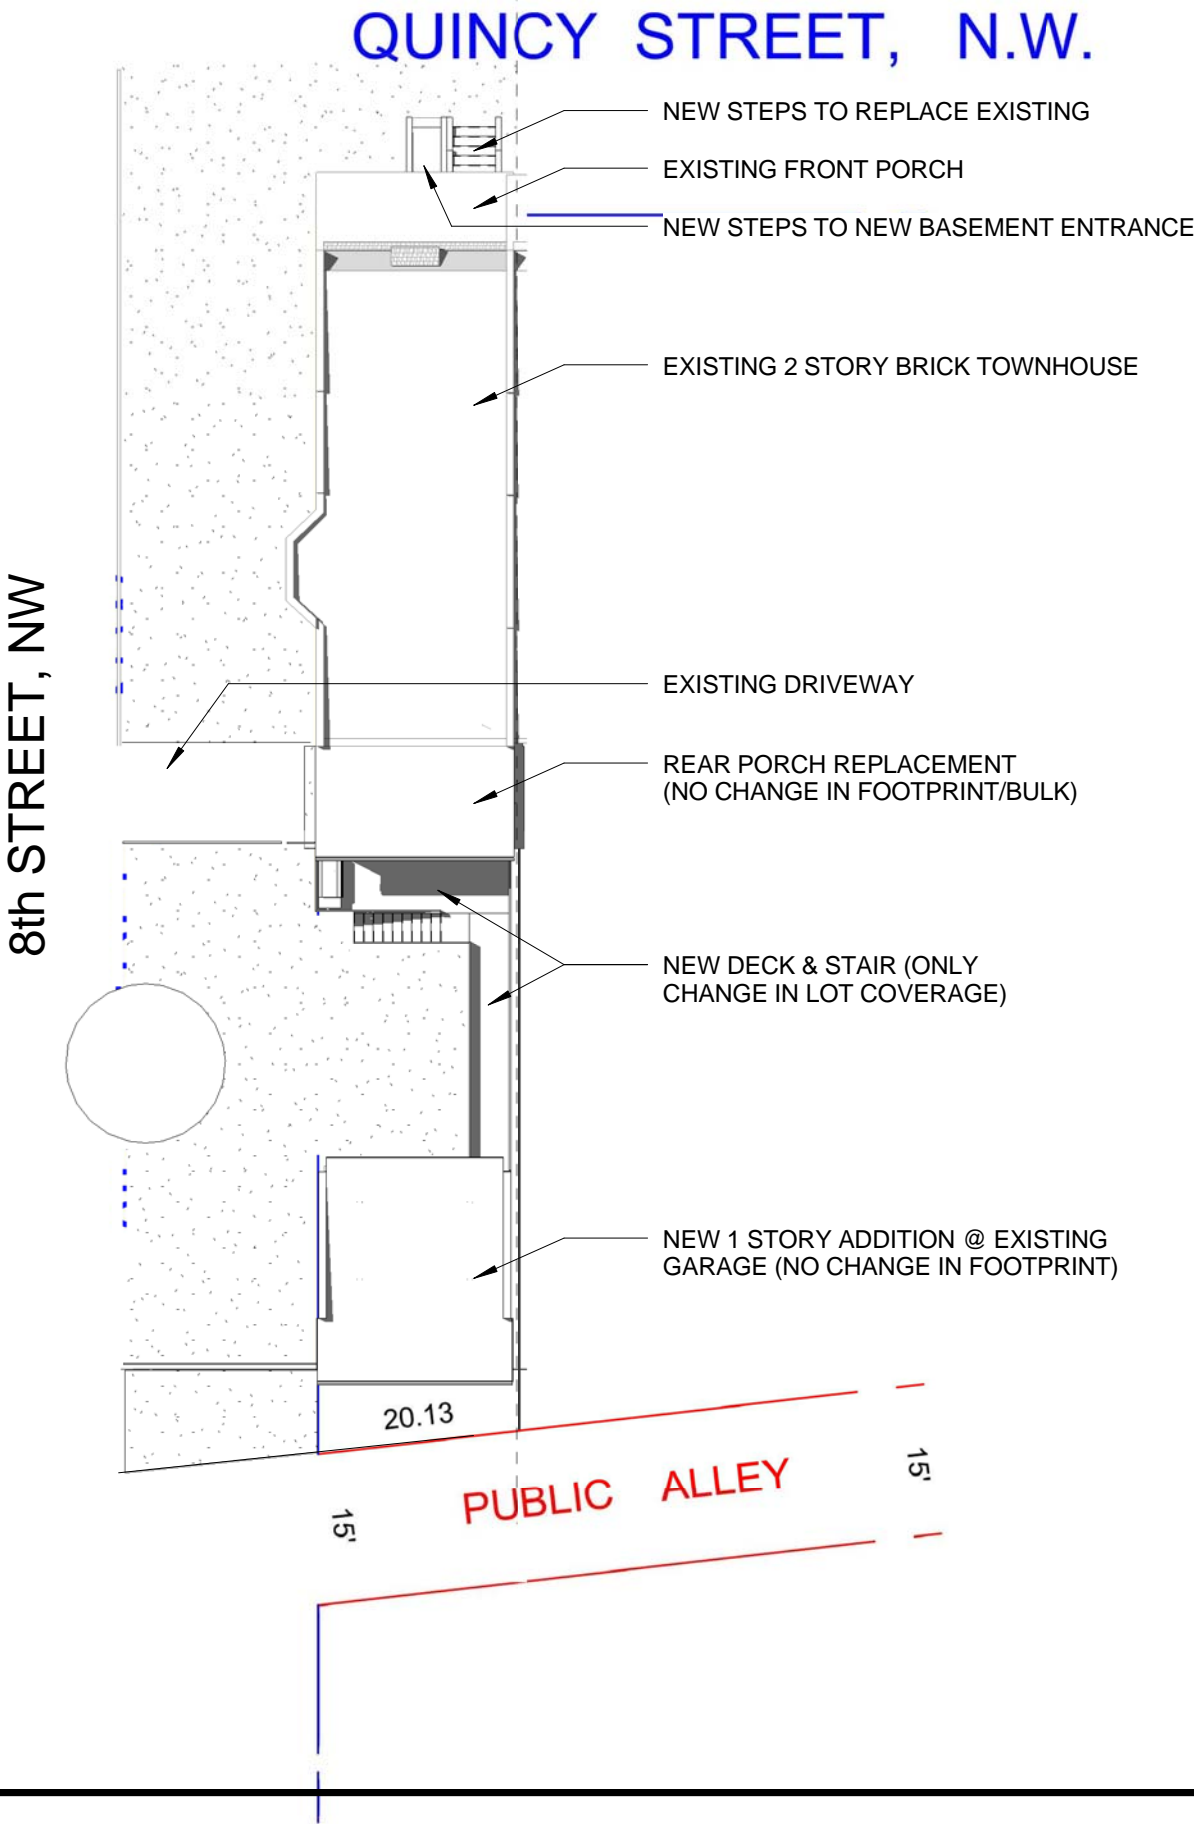 QUINCY STREET, N.W.
NEW STEPS TO REPLACE EXISTING
EXISTING FRONT PORCH
NEW STEPS TO NEW BASEMENT ENTRANCE
EXISTING 2 STORY BRICK TOWNHOUSE
8th STREET, NW
EXISTING DRIVEWAY
REAR PORCH REPLACEMENT
(NO CHANGE IN FOOTPRINT/BULK)
NEW DECK & STAIR (ONLY
CHANGE IN LOT COVERAGE)
NEW 1 STORY ADDITION @ EXISTING
GARAGE (NO CHANGE IN FOOTPRINT)
20.13
PUBLIC ALLEY
15'
15'